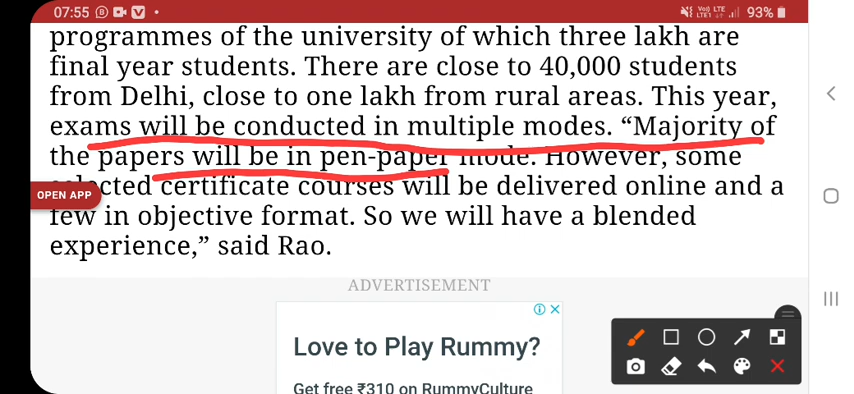 07:55
Vo) LTE
LTE1
93%
programmes of the university of which three lakh are
final year students. There are close to 40,000 students
from Delhi, close to one lakh from rural areas. This year,
exams will be conducted in multiple modes. “Majority of
the papers will be in pen-paper mode. However, some
selected certificate courses will be delivered online and a
OPEN APP
few in objective format. So we will have a blended
experience,” said Rao.
ADVERTISEMENT
Love to Play Rummy?
Get free ₹310 on RummyCulture